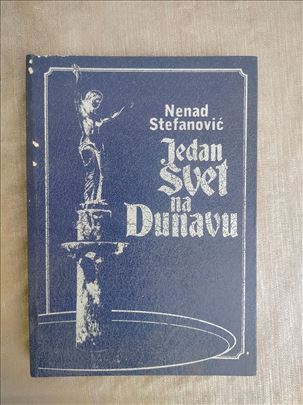 Nenad
Stefanović
Jedan
Svet
na
Dunavu